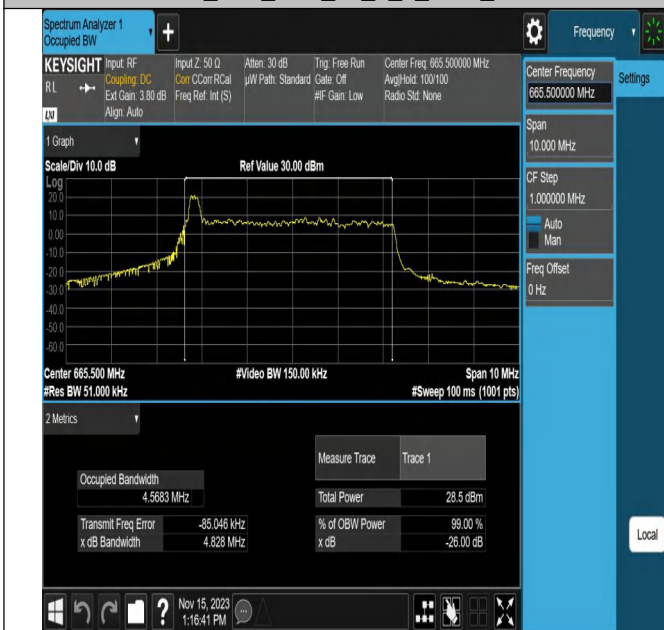 Spectrum Analyzer 1
Occupied BW
Frequency
KEYSIGHT
RL
LXI
Input: RF
Coupling: DC
Ext Gain: 3.80 dB
Align: Auto
Input Z: 50 Ω
Corr CCorr RCal
Freq Ref: Int (S)
Atten: 30 dB
µW Path: Standard
Trig: Free Run
Gate: Off
#IF Gain: Low
Center Freq: 665.500000 MHz
Avg|Hold: 100/100
Radio Std: None
Center Frequency
665.500000 MHz
Settings
Span
10.000 MHz
CF Step
1.000000 MHz
Auto
Man
Freq Offset
0 Hz
1 Graph
Scale/Div 10.0 dB
Ref Value 30.00 dBm
Log
20.0
10.0
0.00
-10.0
-20.0
-30.0
-40.0
-50.0
-60.0
Center 665.500 MHz
#Video BW 150.00 kHz
Span 10 MHz
#Res BW 51.000 kHz
#Sweep 100 ms (1001 pts)
2 Metrics
Measure Trace
Trace 1
Occupied Bandwidth
4.5683 MHz
Total Power
28.5 dBm
Transmit Freq Error
-85.046 kHz
% of OBW Power
99.00 %
x dB Bandwidth
4.828 MHz
x dB
-26.00 dB
Local
?
Nov 15, 2023
1:16:41 PM